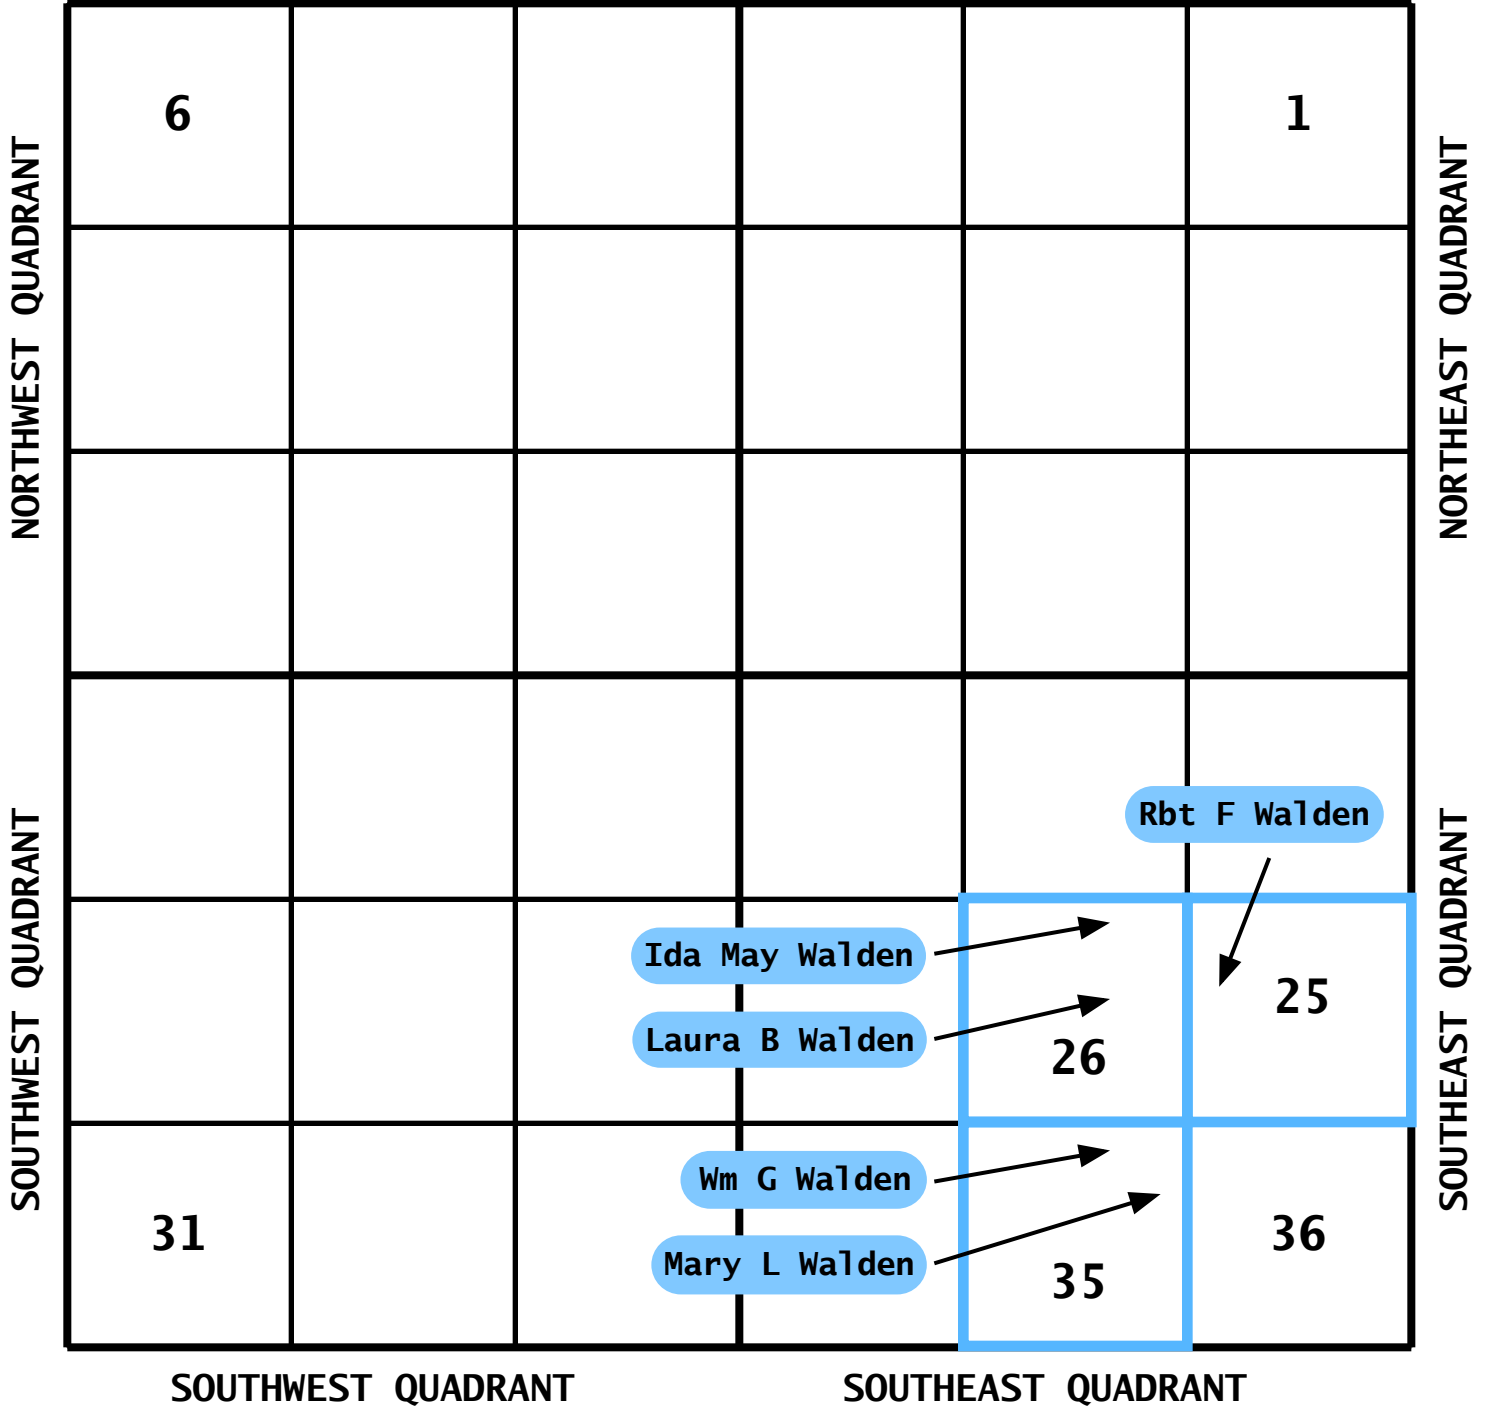 6
1
NORTHWEST QUADRANT
NORTHEAST QUADRANT
Rbt F Walden
Ida May Walden
25
Laura B Walden
26
SOUTHWEST QUADRANT
SOUTHEAST QUADRANT
Wm G Walden
31
36
Mary L Walden
35
SOUTHWEST QUADRANT
SOUTHEAST QUADRANT